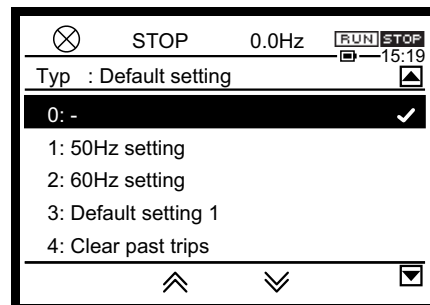 STOP 0.0Hz RUN STOP
15:19
Typ : Default setting
0: -
1: 50Hz setting
2: 60Hz setting
3: Default setting 1
4: Clear past trips